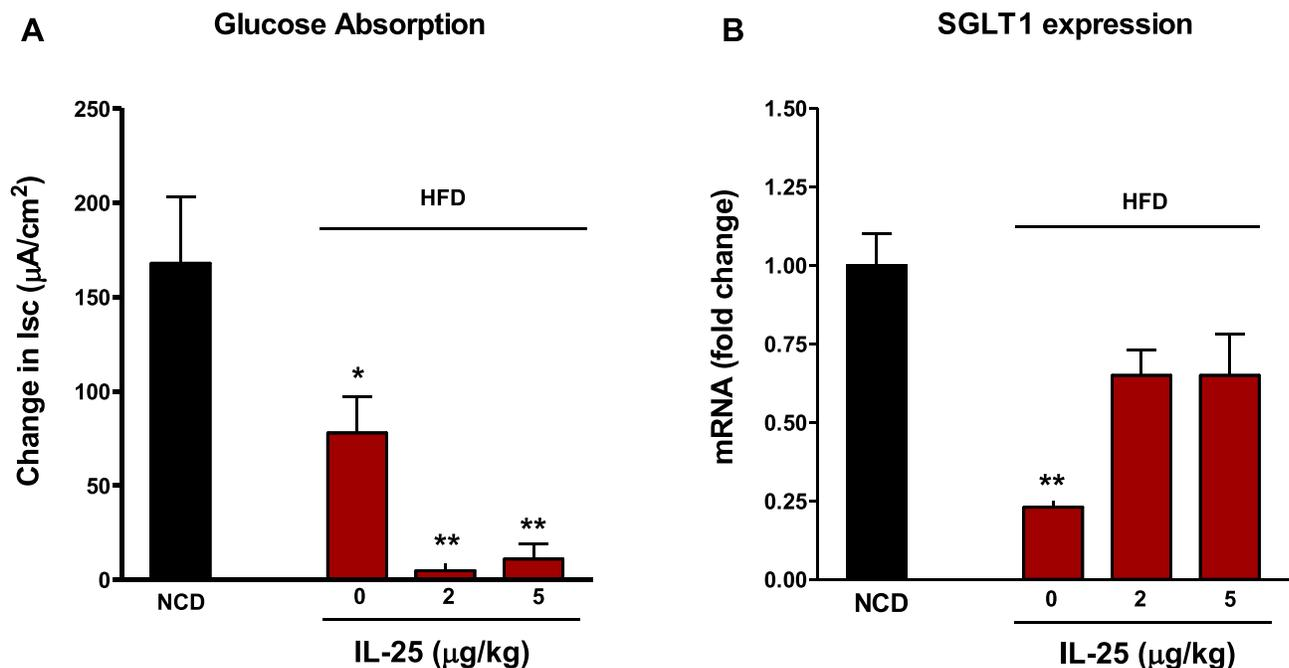 A
Glucose Absorption
Change in Isc (μA/cm²)
250
200
150
100
50
0
HFD
*
**
**
NCD
0
2
5
IL-25 (μg/kg)
B
SGLT1 expression
mRNA (fold change)
1.50
1.25
1.00
0.75
0.50
0.25
0.00
HFD
**
NCD
0
2
5
IL-25 (μg/kg)